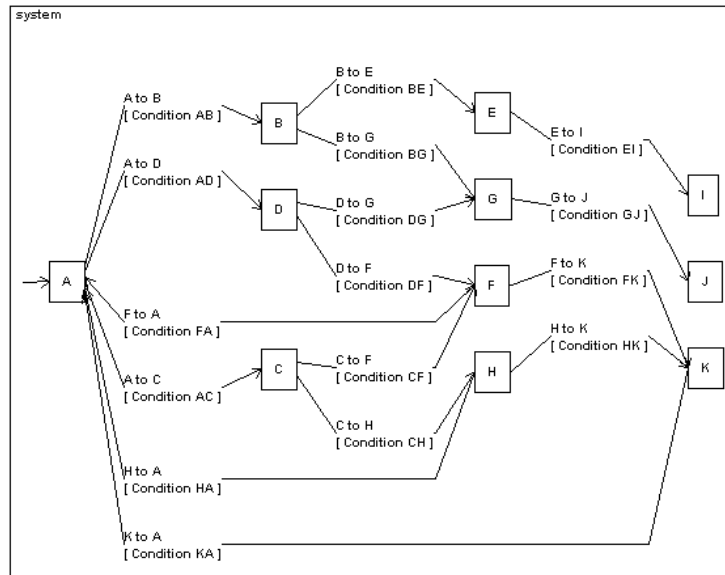 system
A to B
[ Condition AB ]
B
B to E
[ Condition BE ]
E
E to I
[ Condition EI ]
I
B to G
[ Condition BG ]
A to D
[ Condition AD ]
D
D to G
[ Condition DG ]
G
G to J
[ Condition GJ ]
J
A
D to F
[ Condition DF ]
F
F to K
[ Condition FK ]
F to A
[ Condition FA ]
A to C
[ Condition AC ]
C
C to F
[ Condition CF ]
H
H to K
[ Condition HK ]
K
C to H
[ Condition CH ]
H to A
[ Condition HA ]
K to A
[ Condition KA ]